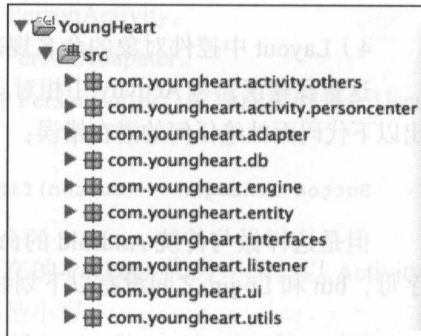 YoungHeart
src
com.youngheart.activity.others
com.youngheart.activity.personcenter
com.youngheart.adapter
com.youngheart.db
com.youngheart.engine
com.youngheart.entity
com.youngheart.interfaces
com.youngheart.listener
com.youngheart.ui
com.youngheart.utils